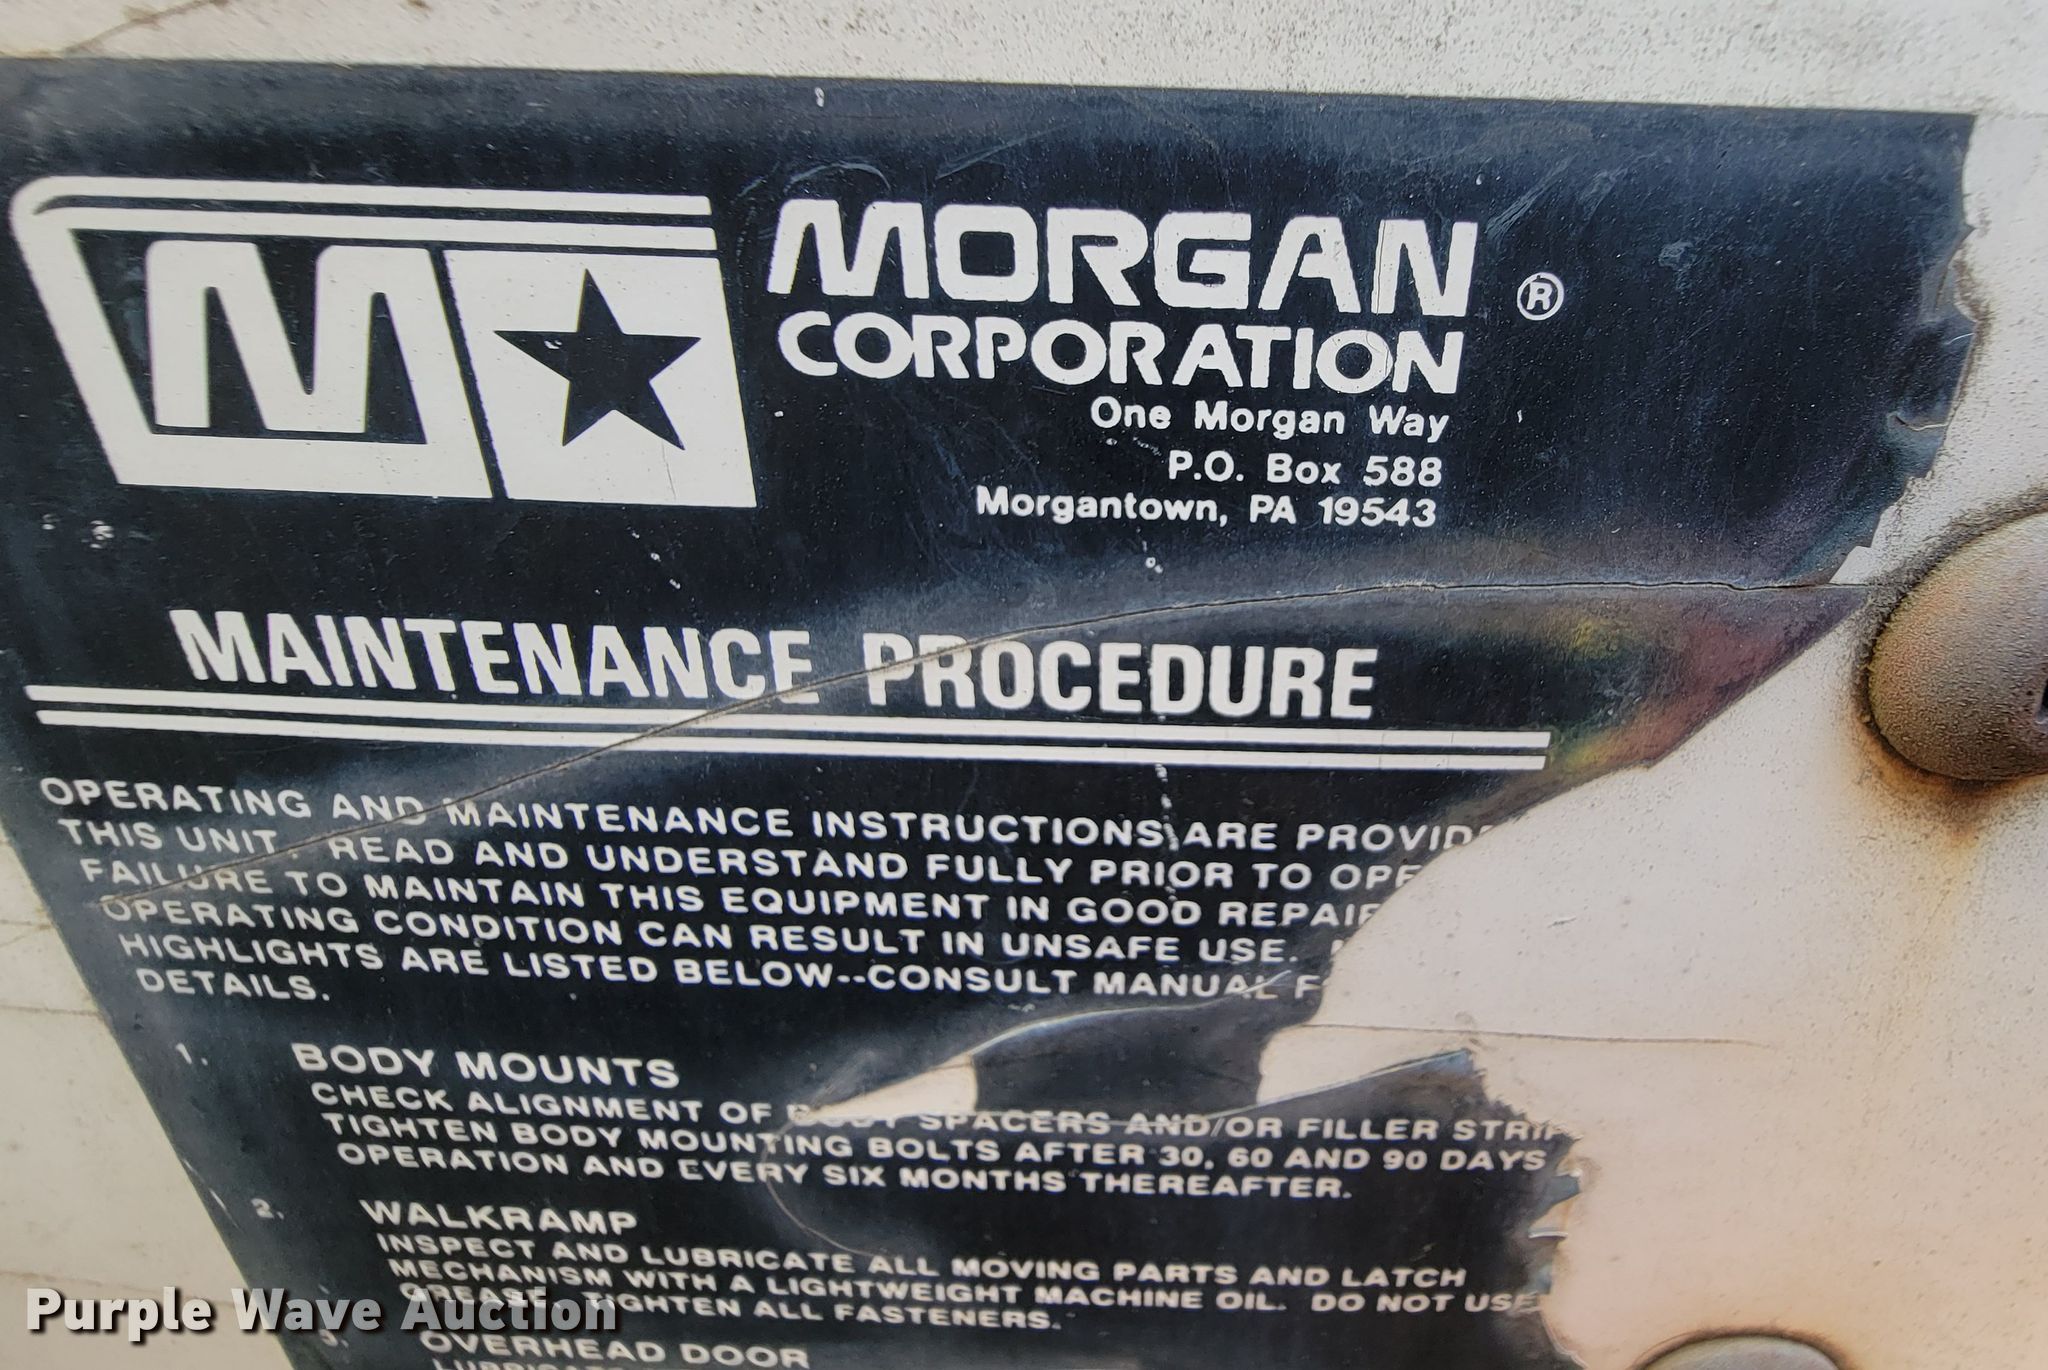 M
MORGAN ®
CORPORATION
One Morgan Way
P.O. Box 588
Morgantown, PA 19543
MAINTENANCE PROCEDURE
OPERATING AND MAINTENANCE INSTRUCTIONS ARE
THIS UNIT. READ AND UNDERSTAND FULLY PRIOR TO
FAILURE TO MAINTAIN THIS EQUIPMENT IN GOOD
OPERATING CONDITION CAN RESULT IN UNSAFE USE.
HIGHLIGHTS ARE LISTED BELOW--CONSULT MANUAL
DETAILS.
1. BODY MOUNTS
CHECK ALIGNMENT OF BODY SPACERS AND/OR FILLER
TIGHTEN BODY MOUNTING BOLTS AFTER 30, 60 AND 90 DAYS
OPERATION AND EVERY SIX MONTHS THEREAFTER.
2. WALKRAMP
INSPECT AND LUBRICATE ALL MOVING PARTS AND LATCH
MECHANISM WITH A LIGHTWEIGHT MACHINE OIL. DO NOT USE
GREASE. TIGHTEN ALL FASTENERS.
3. OVERHEAD DOOR
Purple Wave Auction